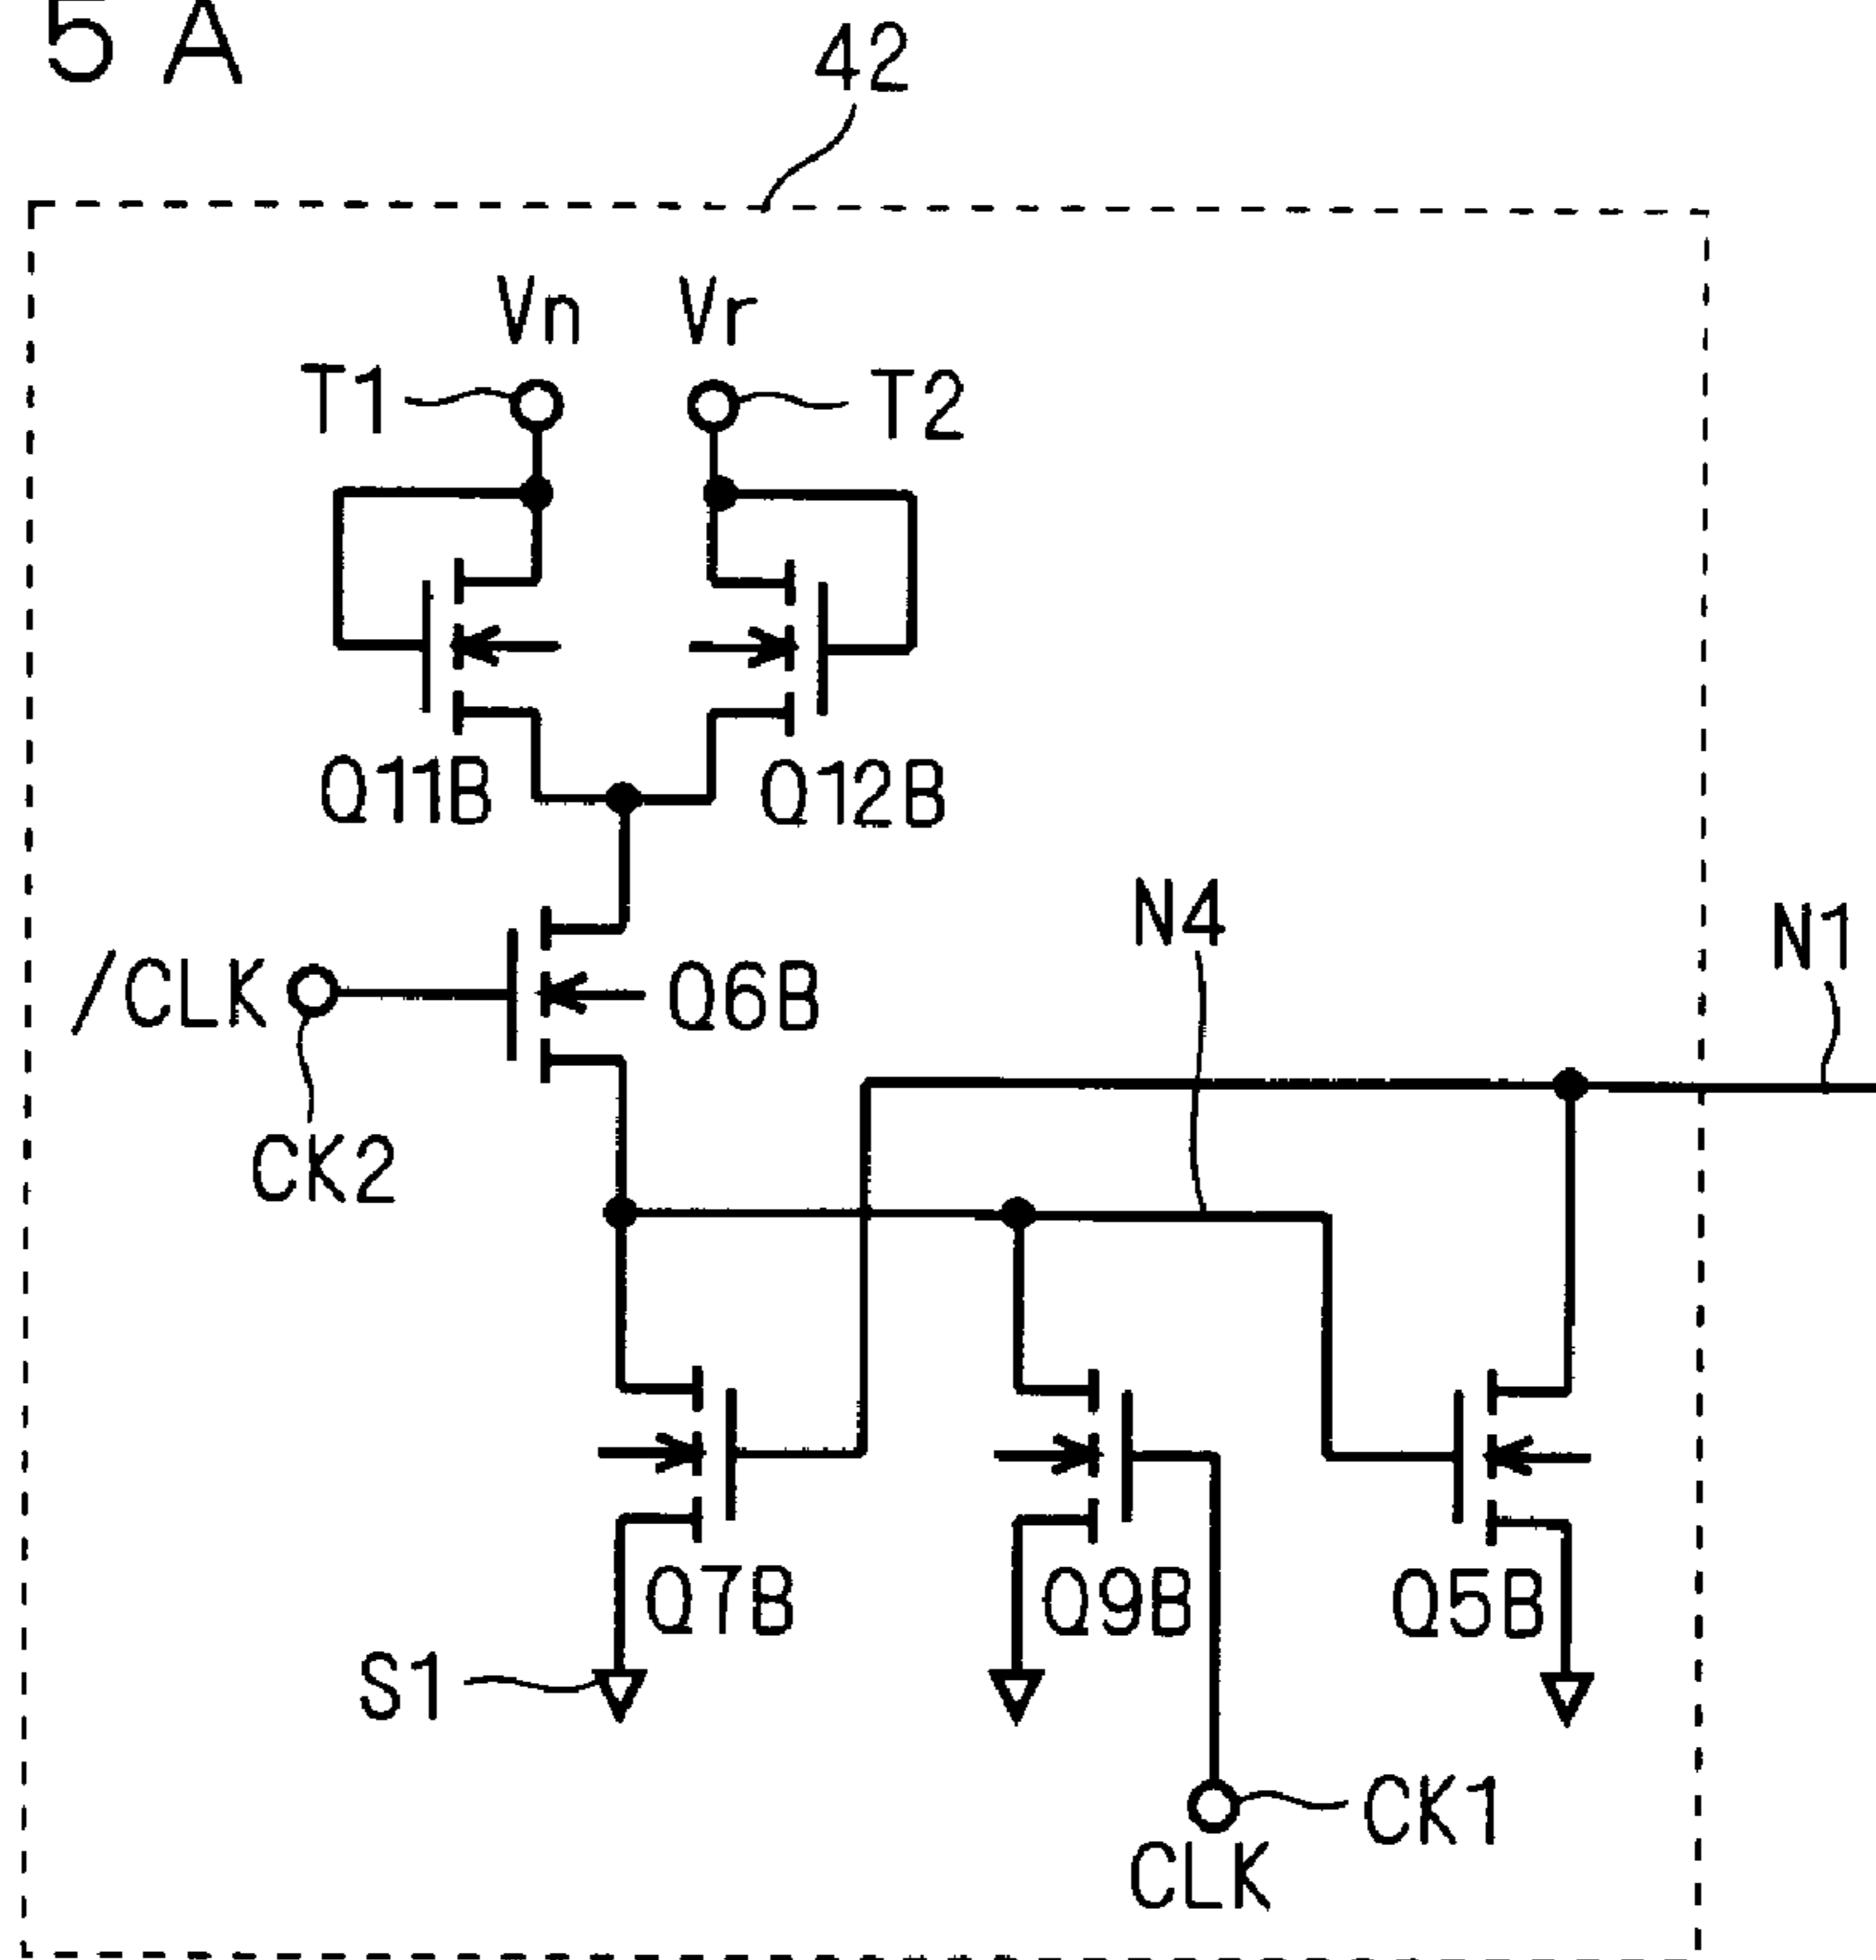 5 A
42
Vn Vr
T1 T2
Q11B Q12B
N4
N1
/CLK Q6B
CK2
Q7B Q9B Q5B
S1
CK1
CLK